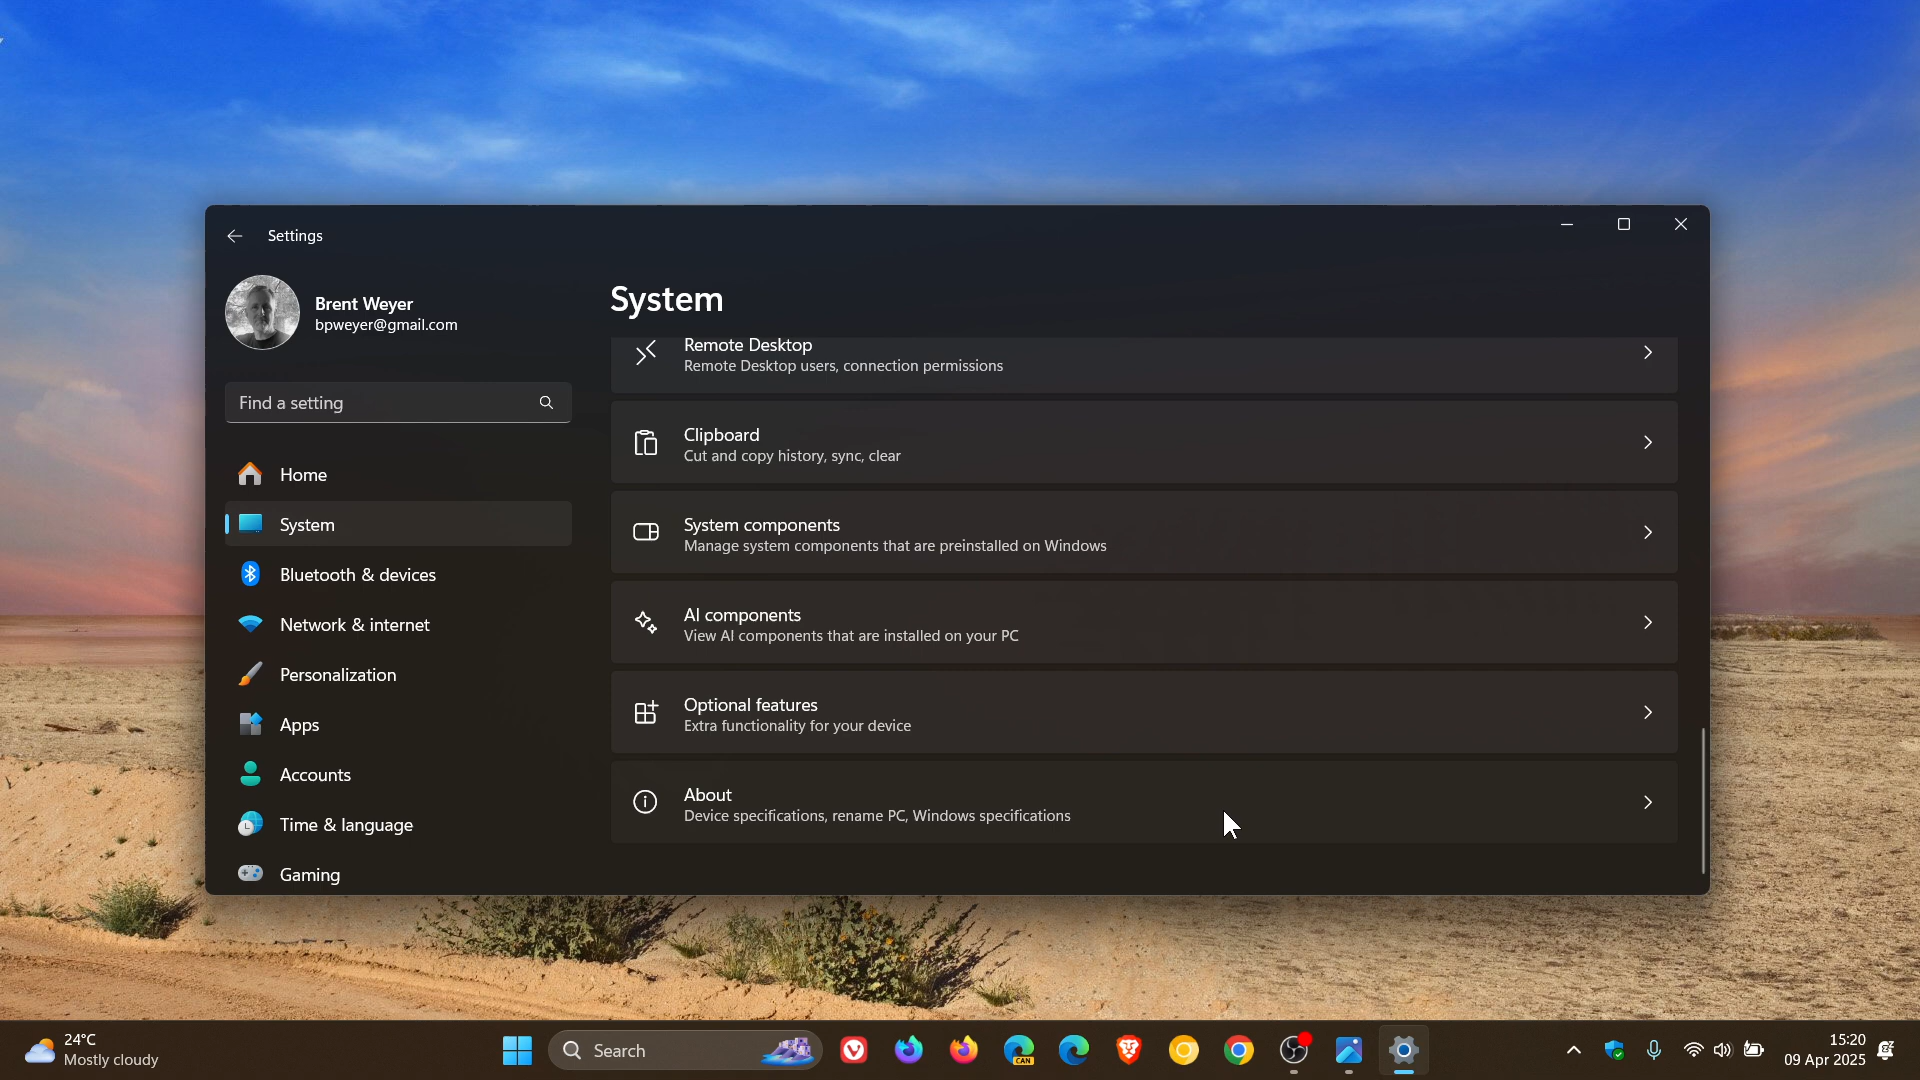 Settings
Brent Weyer
bpweyer@gmail.com
Find a setting
Home
System
Bluetooth & devices
Network & internet
Personalization
Apps
Accounts
Time & language
Gaming
System
Remote Desktop
Remote Desktop users, connection permissions
Clipboard
Cut and copy history, sync, clear
System components
Manage system components that are preinstalled on Windows
AI components
View AI components that are installed on your PC
Optional features
Extra functionality for your device
About
Device specifications, rename PC, Windows specifications
24°C
Mostly cloudy
Search
CAN
15:20
09 Apr 2025